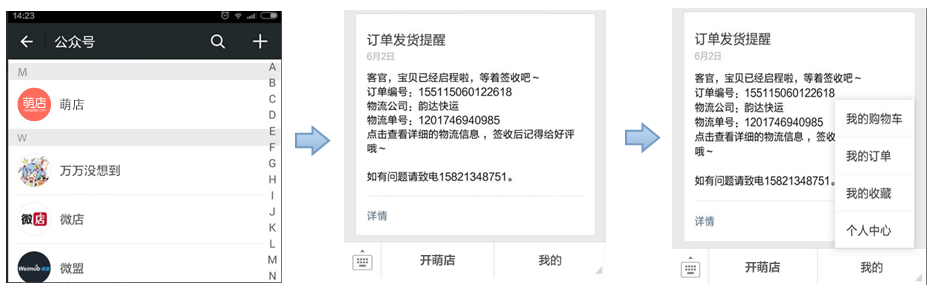 14:23
公众号
M
萌店
萌店
W
万万没想到
微店
微店
Weimob
微盟
A
B
C
D
E
F
G
H
I
J
K
L
M
N
订单发货提醒
6月2日
客官，宝贝已经启程啦，等着签收吧～
订单编号：155115060122618
物流公司：韵达快运
物流单号：1201746940985
点击查看详细的物流信息，签收后记得给好评
哦～
如有问题请致电15821348751。
详情
开萌店
我的
订单发货提醒
6月2日
客官，宝贝已经启程啦，等着签收吧～
订单编号：155115060122618
物流公司：韵达快运
物流单号：1201746940985
点击查看详细的物流信息，签收
哦～
如有问题请致电15821348751。
详情
我的购物车
我的订单
我的收藏
个人中心
开萌店
我的